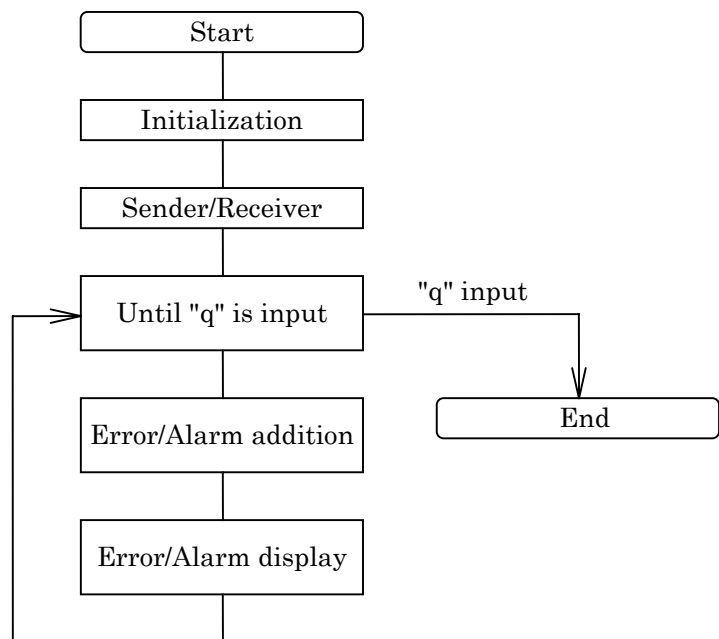 Start
Initialization
Sender/Receiver
Until "q" is input
"q" input
Error/Alarm addition
End
Error/Alarm display